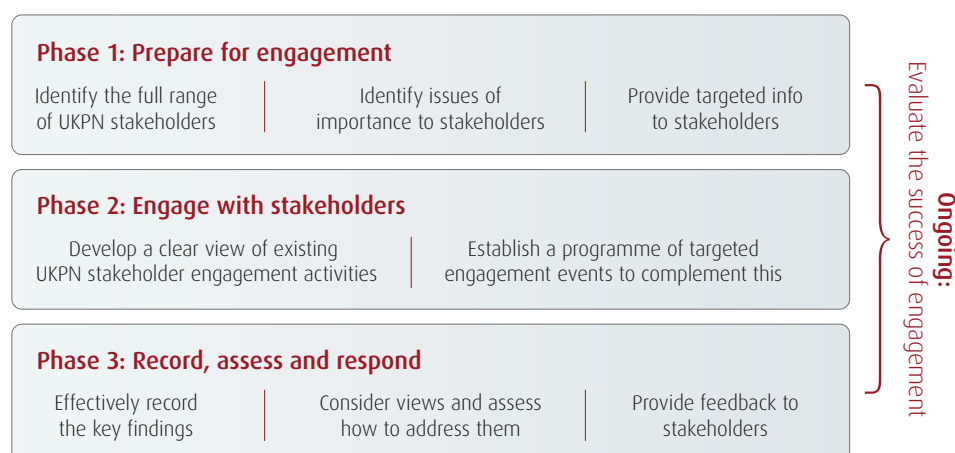 Phase 1: Prepare for engagement
Identify the full range
of UKPN stakeholders
Identify issues of
importance to stakeholders
Provide targeted info
to stakeholders
Phase 2: Engage with stakeholders
Develop a clear view of existing
UKPN stakeholder engagement activities
Establish a programme of targeted
engagement events to complement this
Phase 3: Record, assess and respond
Effectively record
the key findings
Consider views and assess
how to address them
Provide feedback to
stakeholders
Ongoing:
Evaluate the success of engagement